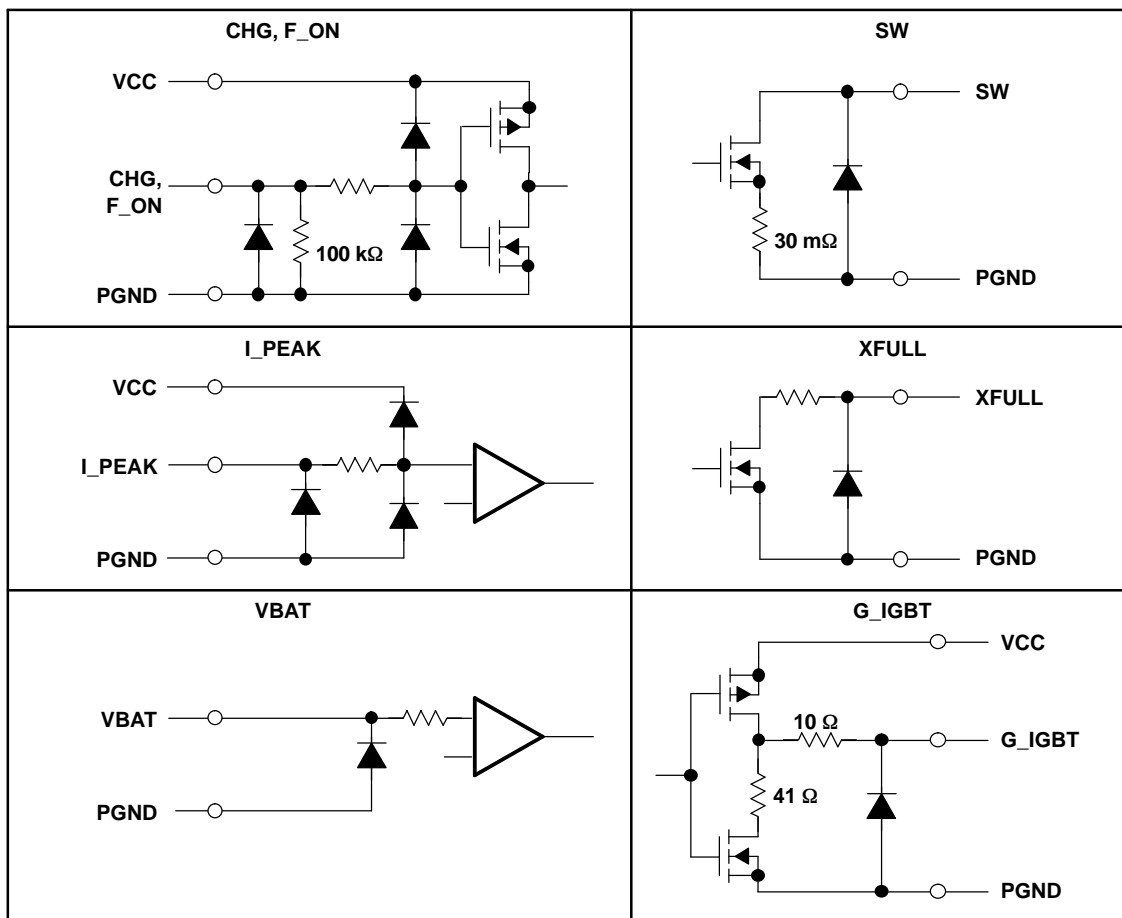 CHG, F_ON
VCC
CHG,
F_ON
100 kΩ
PGND
SW
SW
30 mΩ
PGND
I_PEAK
VCC
I_PEAK
PGND
XFULL
XFULL
PGND
VBAT
VBAT
PGND
G_IGBT
VCC
10 Ω
G_IGBT
41 Ω
PGND